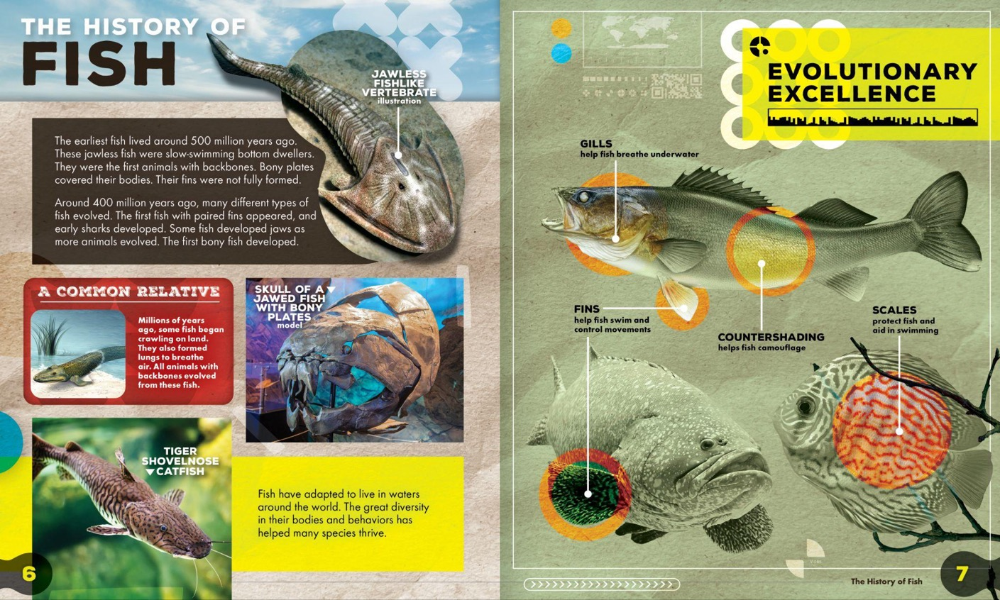 THE HISTORY OF
FISH
JAWLESS
FISHLIKE
VERTEBRATE
illustration
The earliest fish lived around 500 million years ago.
These jawless fish were slow-swimming bottom dwellers.
They were the first animals with backbones. Bony plates
covered their bodies. Their fins were not fully formed.
Around 400 million years ago, many different types of
fish evolved. The first fish with paired fins appeared, and
early sharks developed. Some fish developed jaws as
more animals evolved. The first bony fish developed.
A COMMON RELATIVE
Millions of years
ago, some fish began
crawling on land.
They also formed
lungs to breathe
air. All animals with
backbones evolved
from these fish.
SKULL OF A
JAWED FISH
WITH BONY
PLATES
model
TIGER
SHOVELNOSE
CATFISH
Fish have adapted to live in waters
around the world. The great diversity
in their bodies and behaviors has
helped many species thrive.
6
EVOLUTIONARY
EXCELLENCE
GILLS
help fish breathe underwater
FINS
help fish swim and
control movements
COUNTERSHADING
helps fish camouflage
SCALES
protect fish and
aid in swimming
The History of Fish
7